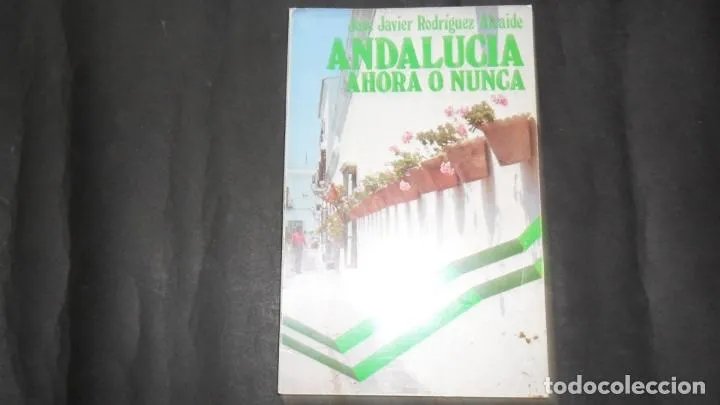 José Javier Rodríguez Alcaide
ANDALUCIA
AHORA O NUNCA
todocoleccion